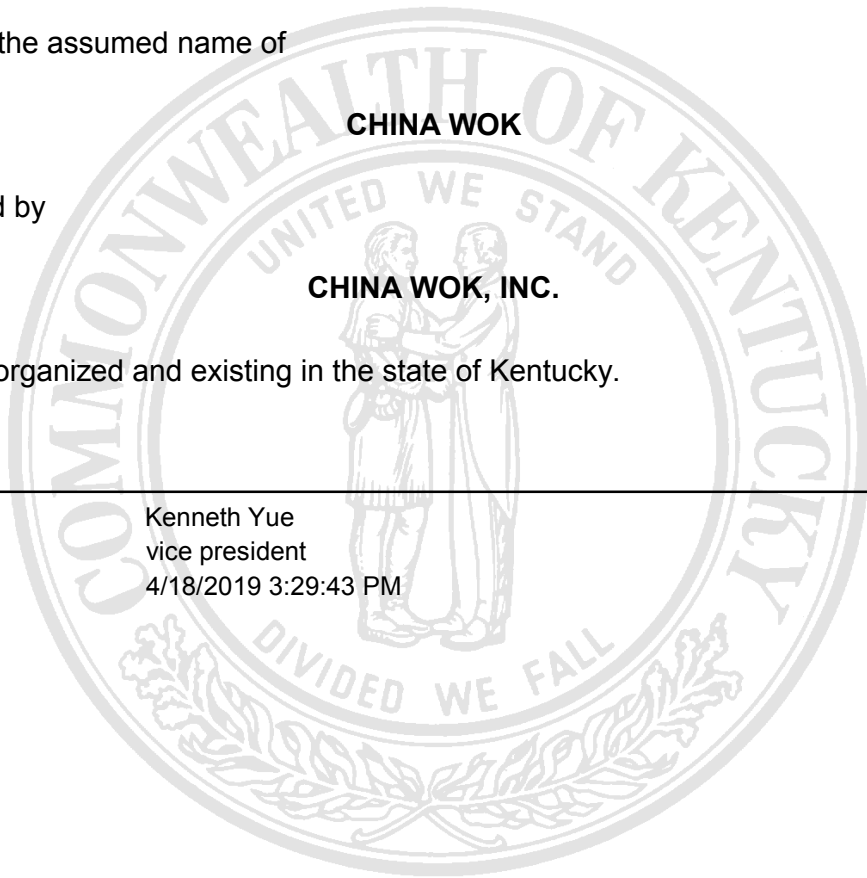 the assumed name of
CHINA WOK
d by
CHINA WOK, INC.
organized and existing in the state of Kentucky.
Kenneth Yue
vice president
4/18/2019 3:29:43 PM
COMMONWEALTH OF KENTUCKY
UNITED WE STAND
DIVIDED WE FALL